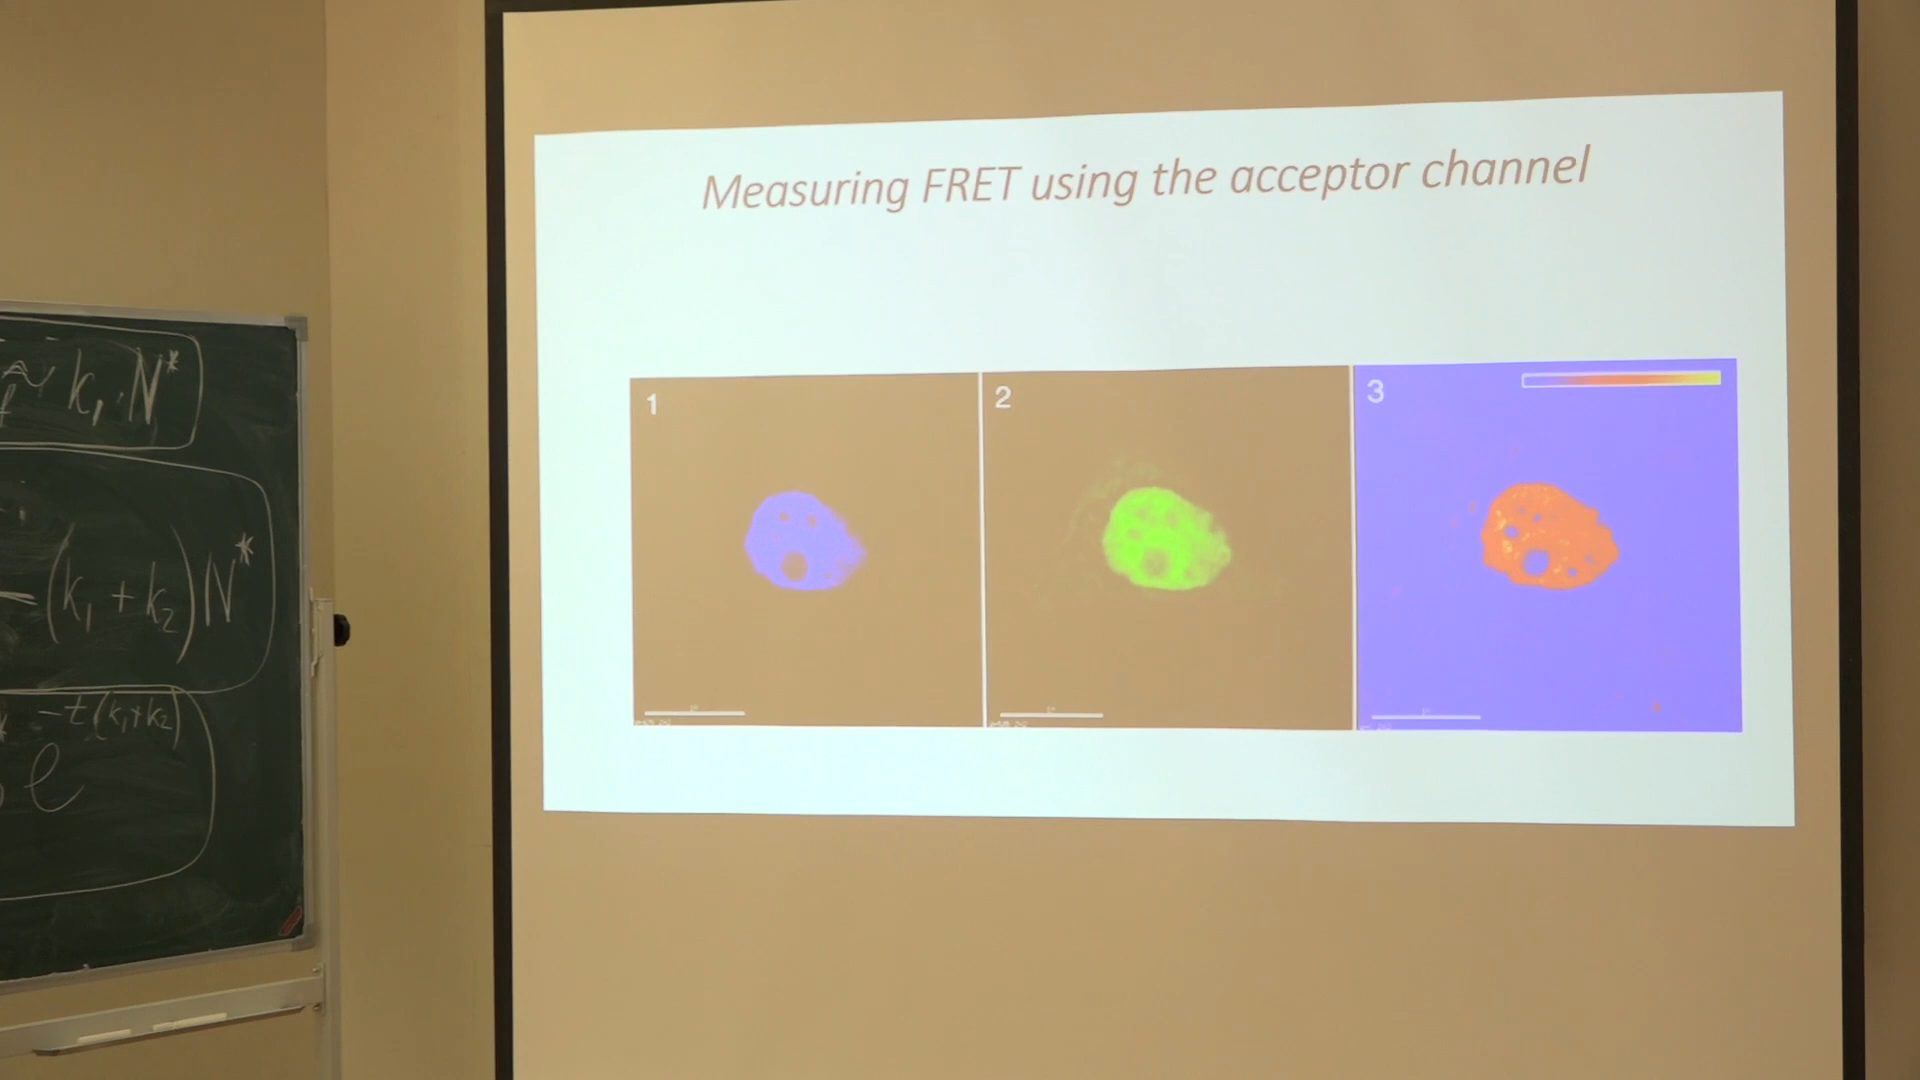 Measuring FRET using the acceptor channel
1
2
3
k₁·N*
(k₁ + k₂)N*
e
-t(k₁+k₂)